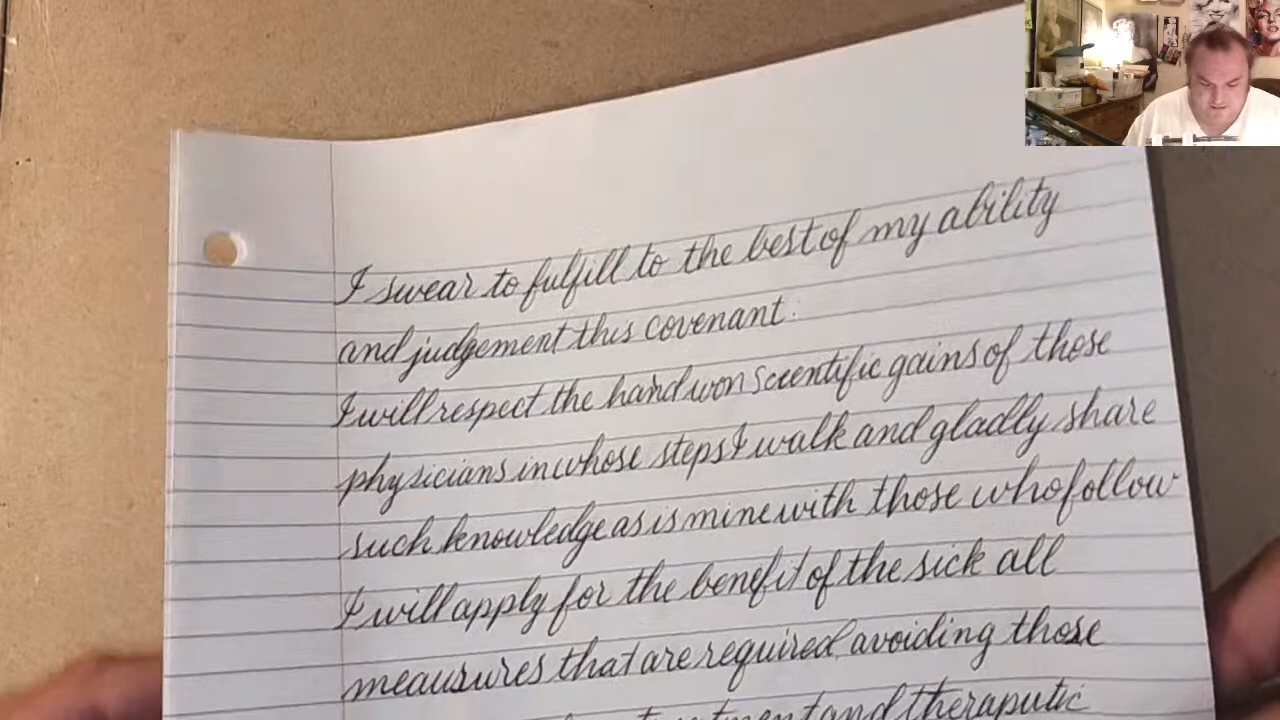 I swear to fulfill to the best of my ability
and judgement this covenant:
I will respect the hard won scientific gains of those
physicians in whose steps I walk and gladly share
such knowledge as is mine with those who follow
I will apply for the benefit of the sick all
meausures that are required, avoiding those
and theraputic